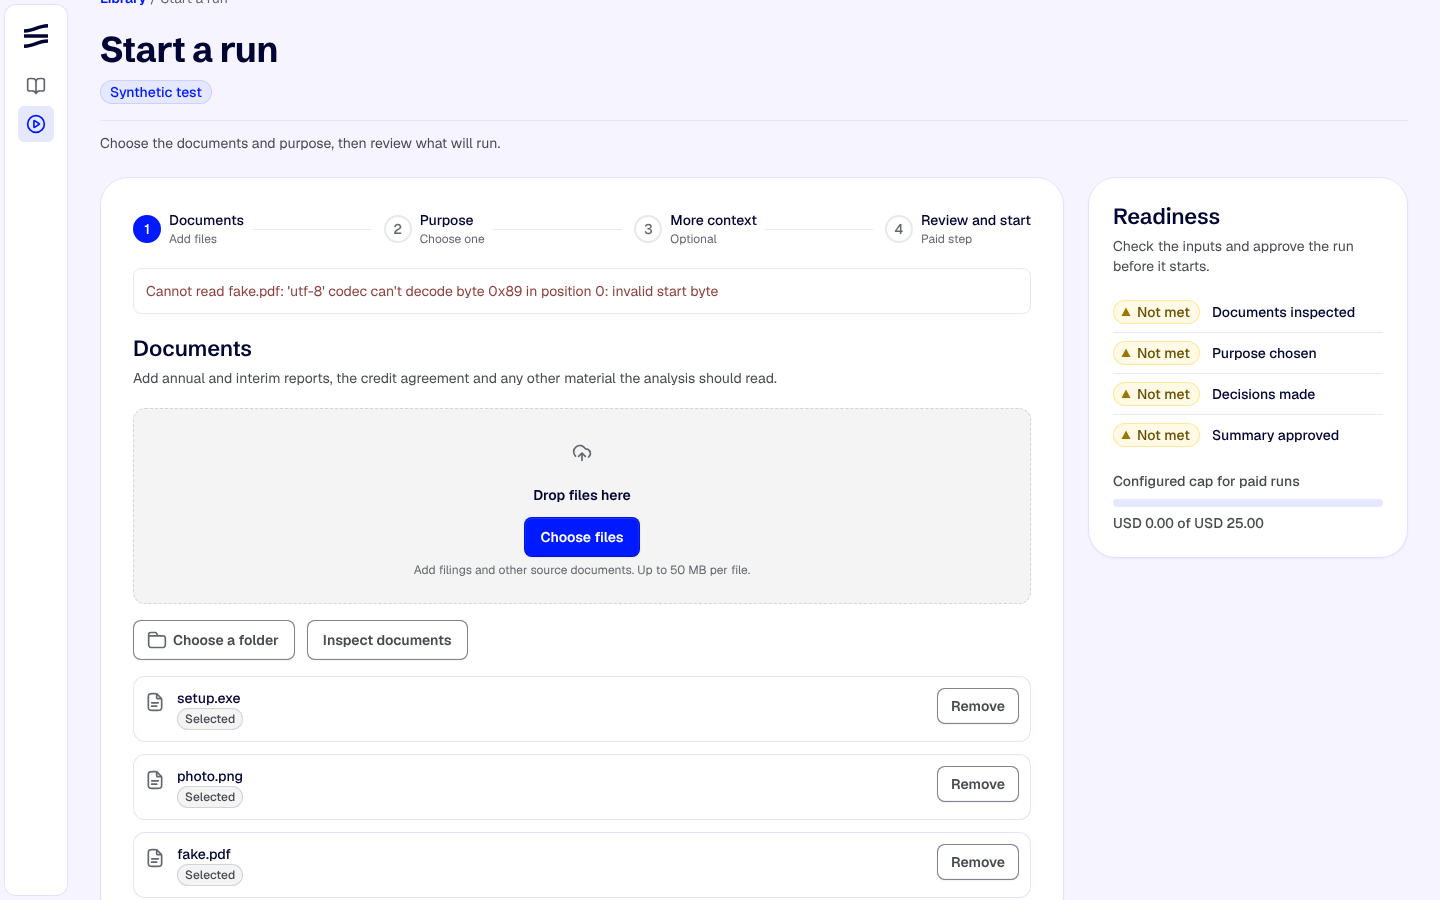 Library / Start a run
Start a run
Synthetic test
Choose the documents and purpose, then review what will run.
1
Documents
Add files
2
Purpose
Choose one
3
More context
Optional
4
Review and start
Paid step
Cannot read fake.pdf: 'utf-8' codec can't decode byte 0x89 in position 0: invalid start byte
Documents
Add annual and interim reports, the credit agreement and any other material the analysis should read.
Drop files here
Choose files
Add filings and other source documents. Up to 50 MB per file.
Choose a folder
Inspect documents
setup.exe
Selected
Remove
photo.png
Selected
Remove
fake.pdf
Selected
Remove
Readiness
Check the inputs and approve the run
before it starts.
Not met Documents inspected
Not met Purpose chosen
Not met Decisions made
Not met Summary approved
Configured cap for paid runs
USD 0.00 of USD 25.00